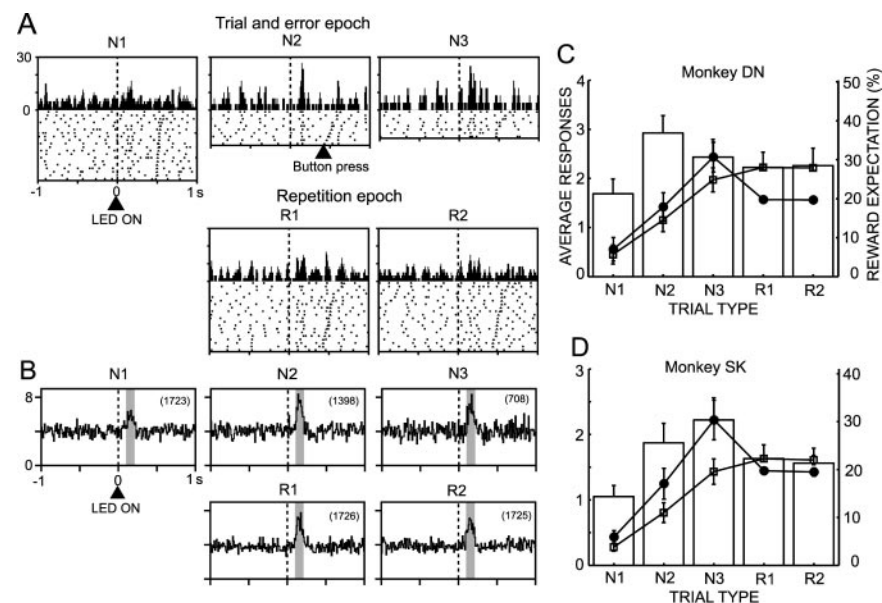 A
Trial and error epoch
N1
N2
N3
30
0
-1
0
1 s
LED ON
Button press
Repetition epoch
R1
R2
B
N1
N2
N3
8
0
(1723)
(1398)
(708)
-1
0
1 s
LED ON
R1
R2
(1726)
(1725)
C
Monkey DN
AVERAGE RESPONSES
4
3
2
1
0
REWARD EXPECTATION (%)
50
40
30
20
10
0
N1 N2 N3 R1 R2
TRIAL TYPE
D
Monkey SK
3
2
1
0
40
30
20
10
0
N1 N2 N3 R1 R2
TRIAL TYPE